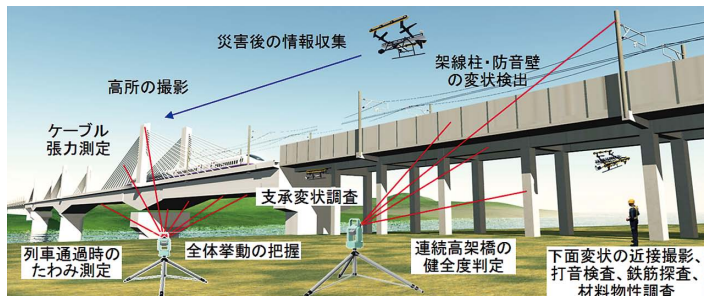 災害後の情報収集
架線柱・防音壁
の変状検出
高所の撮影
ケーブル
張力測定
支承変状調査
列車通過時の
たわみ測定
全体挙動の把握
連続高架橋の
健全度判定
下面変状の近接撮影、
打音検査、鉄筋探査、
材料物性調査